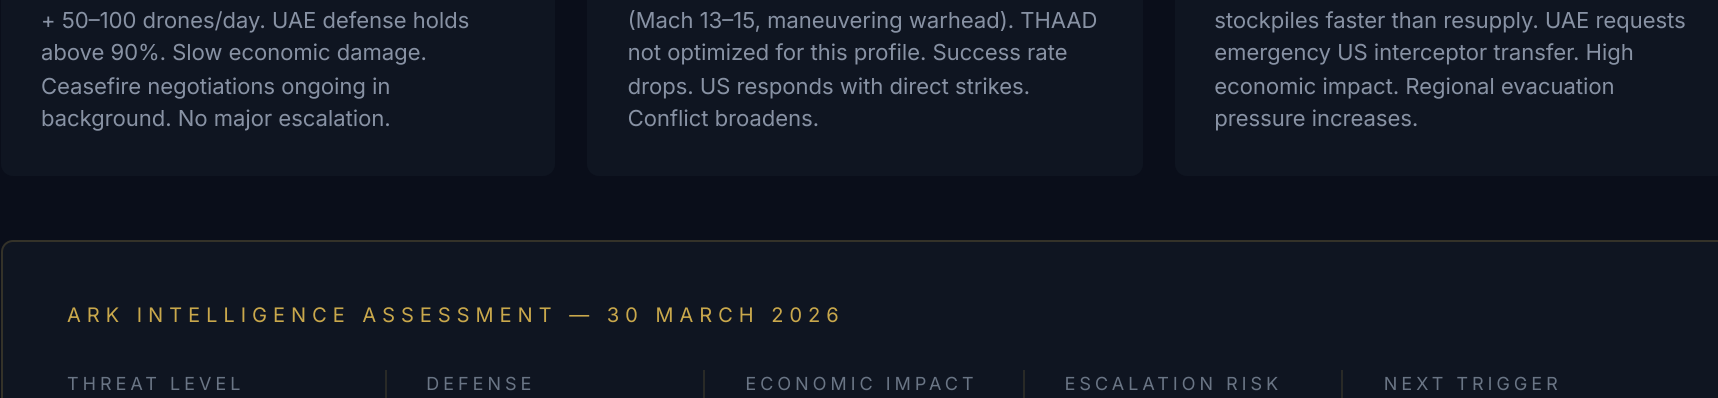 + 50–100 drones/day. UAE defense holds
above 90%. Slow economic damage.
Ceasefire negotiations ongoing in
background. No major escalation.
(Mach 13–15, maneuvering warhead). THAAD
not optimized for this profile. Success rate
drops. US responds with direct strikes.
Conflict broadens.
stockpiles faster than resupply. UAE requests
emergency US interceptor transfer. High
economic impact. Regional evacuation
pressure increases.
ARK INTELLIGENCE ASSESSMENT — 30 MARCH 2026
THREAT LEVEL
DEFENSE
ECONOMIC IMPACT
ESCALATION RISK
NEXT TRIGGER